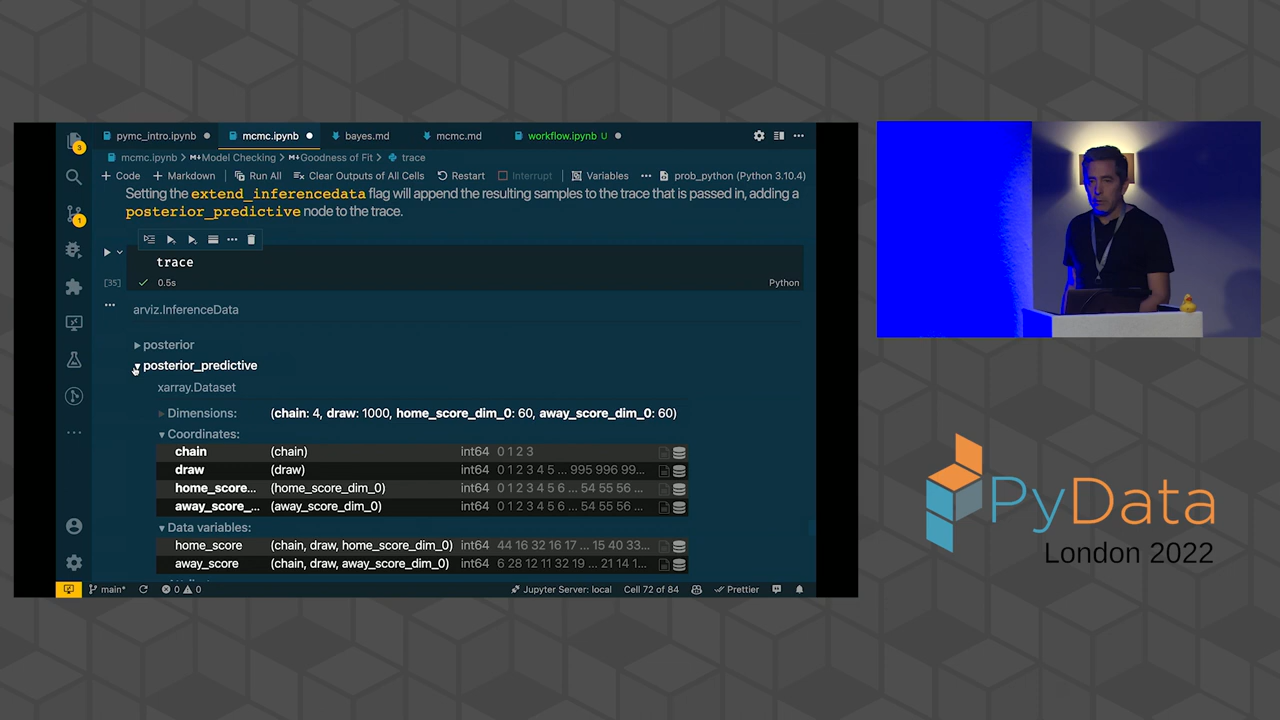 pymc_intro.ipynb
mcmc.ipynb
bayes.md
mcmc.md
workflow.ipynb U
mcmc.ipynb > Model Checking > Goodness of Fit > trace
Code
Markdown
Run All
Clear Outputs of All Cells
Restart
Interrupt
Variables
prob_python (Python 3.10.4)
Setting the extend_inferencedata flag will append the resulting samples to the trace that is passed in, adding a
posterior_predictive node to the trace.
trace
[35]
0.5s
Python
arviz.InferenceData
posterior
posterior_predictive
xarray.Dataset
Dimensions: (chain: 4, draw: 1000, home_score_dim_0: 60, away_score_dim_0: 60)
Coordinates:
chain (chain) int64 0 1 2 3
draw (draw) int64 0 1 2 3 4 5 ... 995 996 99...
home_score... (home_score_dim_0) int64 0 1 2 3 4 5 6 ... 54 55 56 ...
away_score_... (away_score_dim_0) int64 0 1 2 3 4 5 6 ... 54 55 56 ...
Data variables:
home_score (chain, draw, home_score_dim_0) int64 44 16 32 16 17 ... 15 40 33...
away_score (chain, draw, away_score_dim_0) int64 6 28 12 11 32 19 ... 21 14 1...
3
1
main*
0
0
Jupyter Server: local
Cell 72 of 84
Prettier
PyData
London 2022